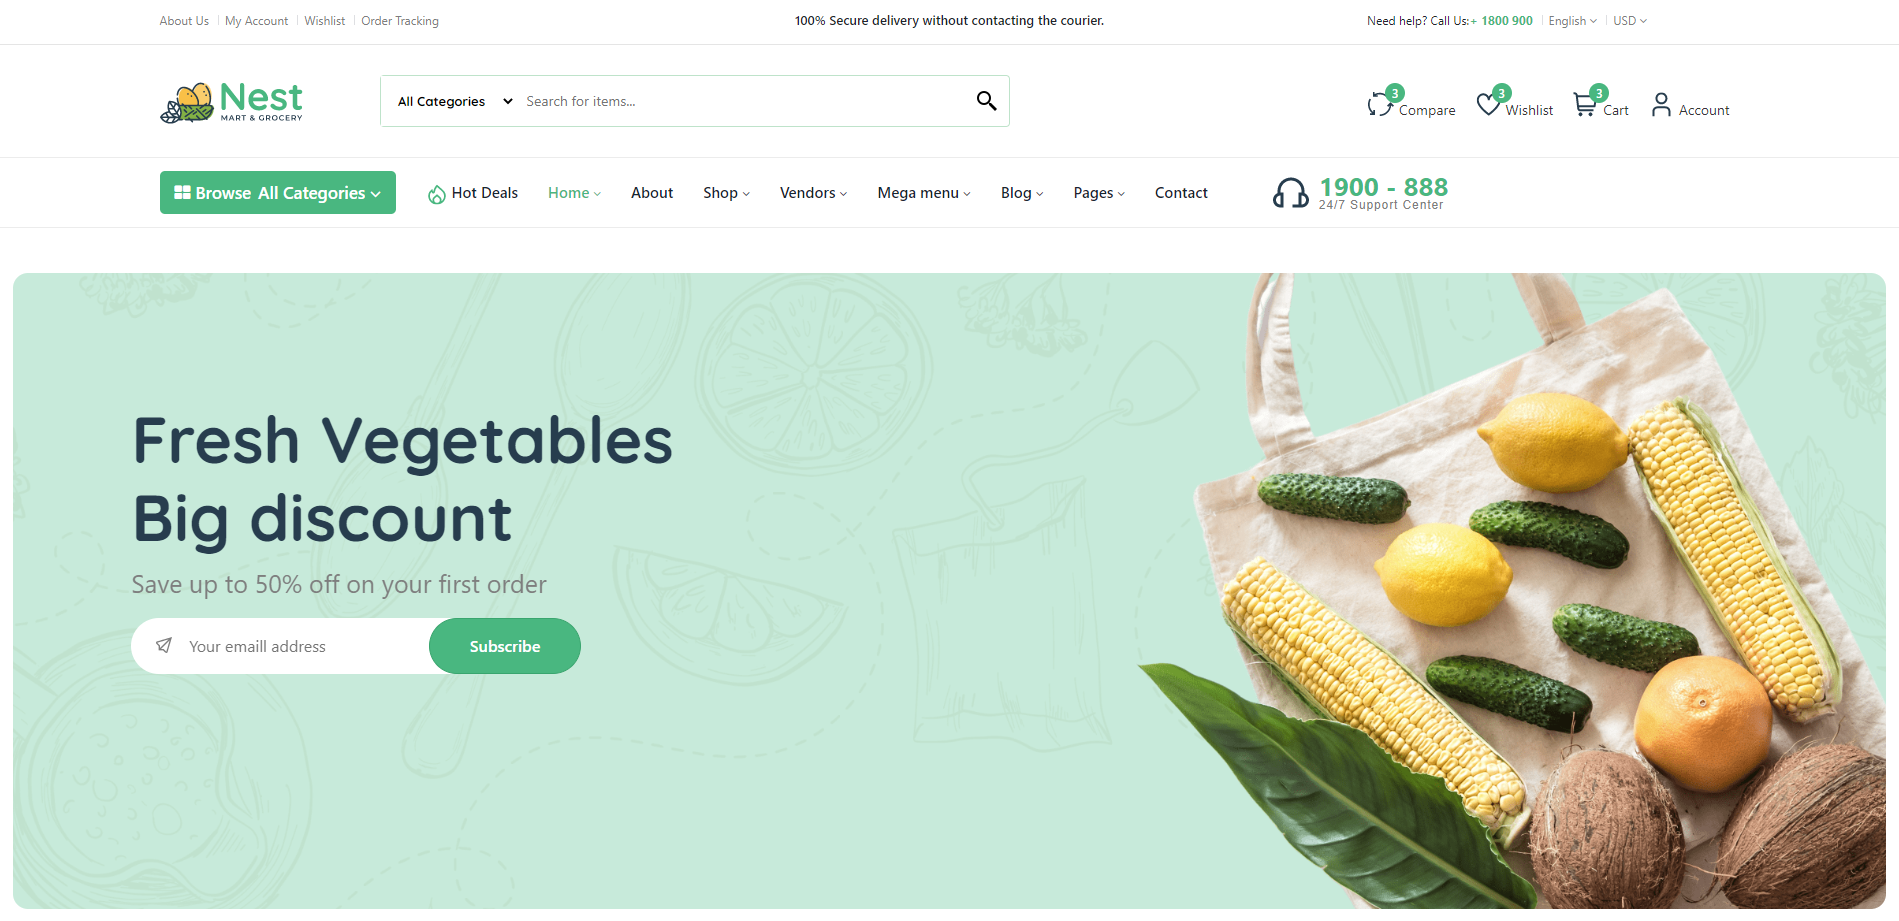 About Us My Account Wishlist Order Tracking
100% Secure delivery without contacting the courier.
Need help? Call Us:+ 1800 900 English USD
Nest
MART & GROCERY
All Categories Search for items...
3 Compare 3 Wishlist 3 Cart Account
Browse All Categories Hot Deals Home About Shop Vendors Mega menu Blog Pages Contact
1900 - 888
24/7 Support Center
Fresh Vegetables
Big discount
Save up to 50% off on your first order
Your emaill address Subscribe